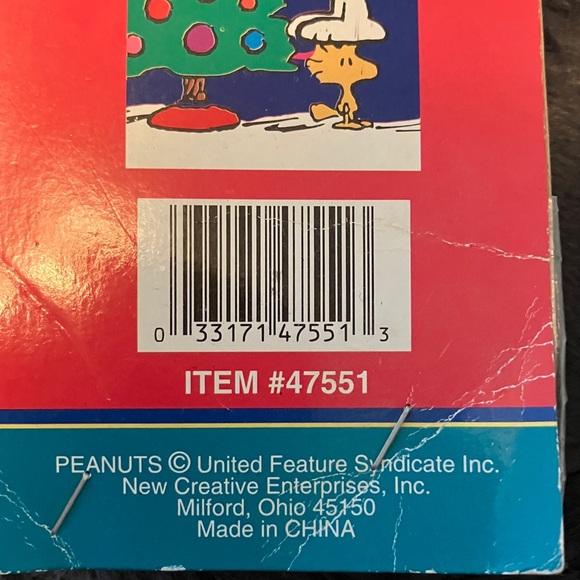 0 33171 47551 3
ITEM #47551
PEANUTS © United Feature Syndicate Inc.
New Creative Enterprises, Inc.
Milford, Ohio 45150
Made in CHINA